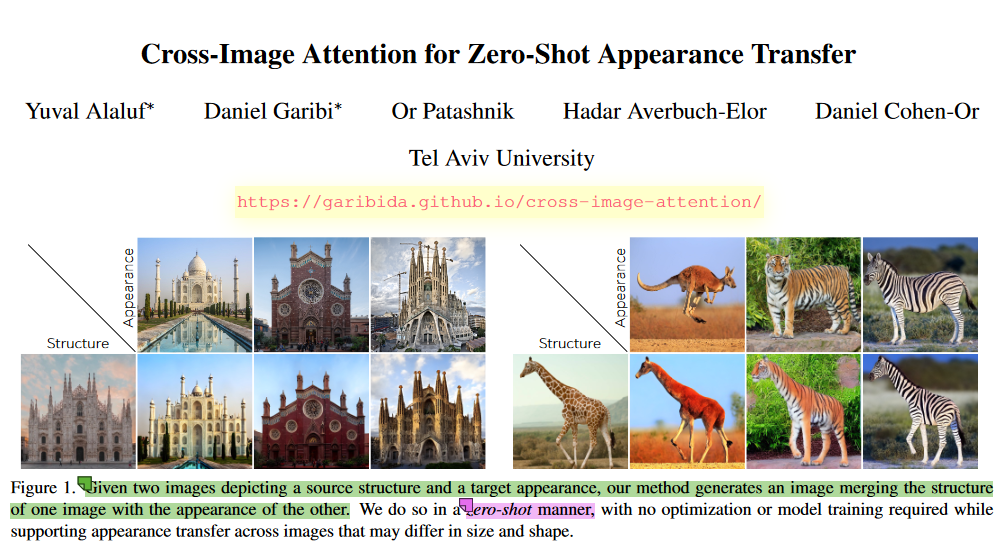 Cross-Image Attention for Zero-Shot Appearance Transfer
Yuval Alaluf* Daniel Garibi* Or Patashnik Hadar Averbuch-Elor Daniel Cohen-Or
Tel Aviv University
https://garibida.github.io/cross-image-attention/
Appearance
Structure
Appearance
Structure
Figure 1. Given two images depicting a source structure and a target appearance, our method generates an image merging the structure
of one image with the appearance of the other. We do so in a zero-shot manner, with no optimization or model training required while
supporting appearance transfer across images that may differ in size and shape.